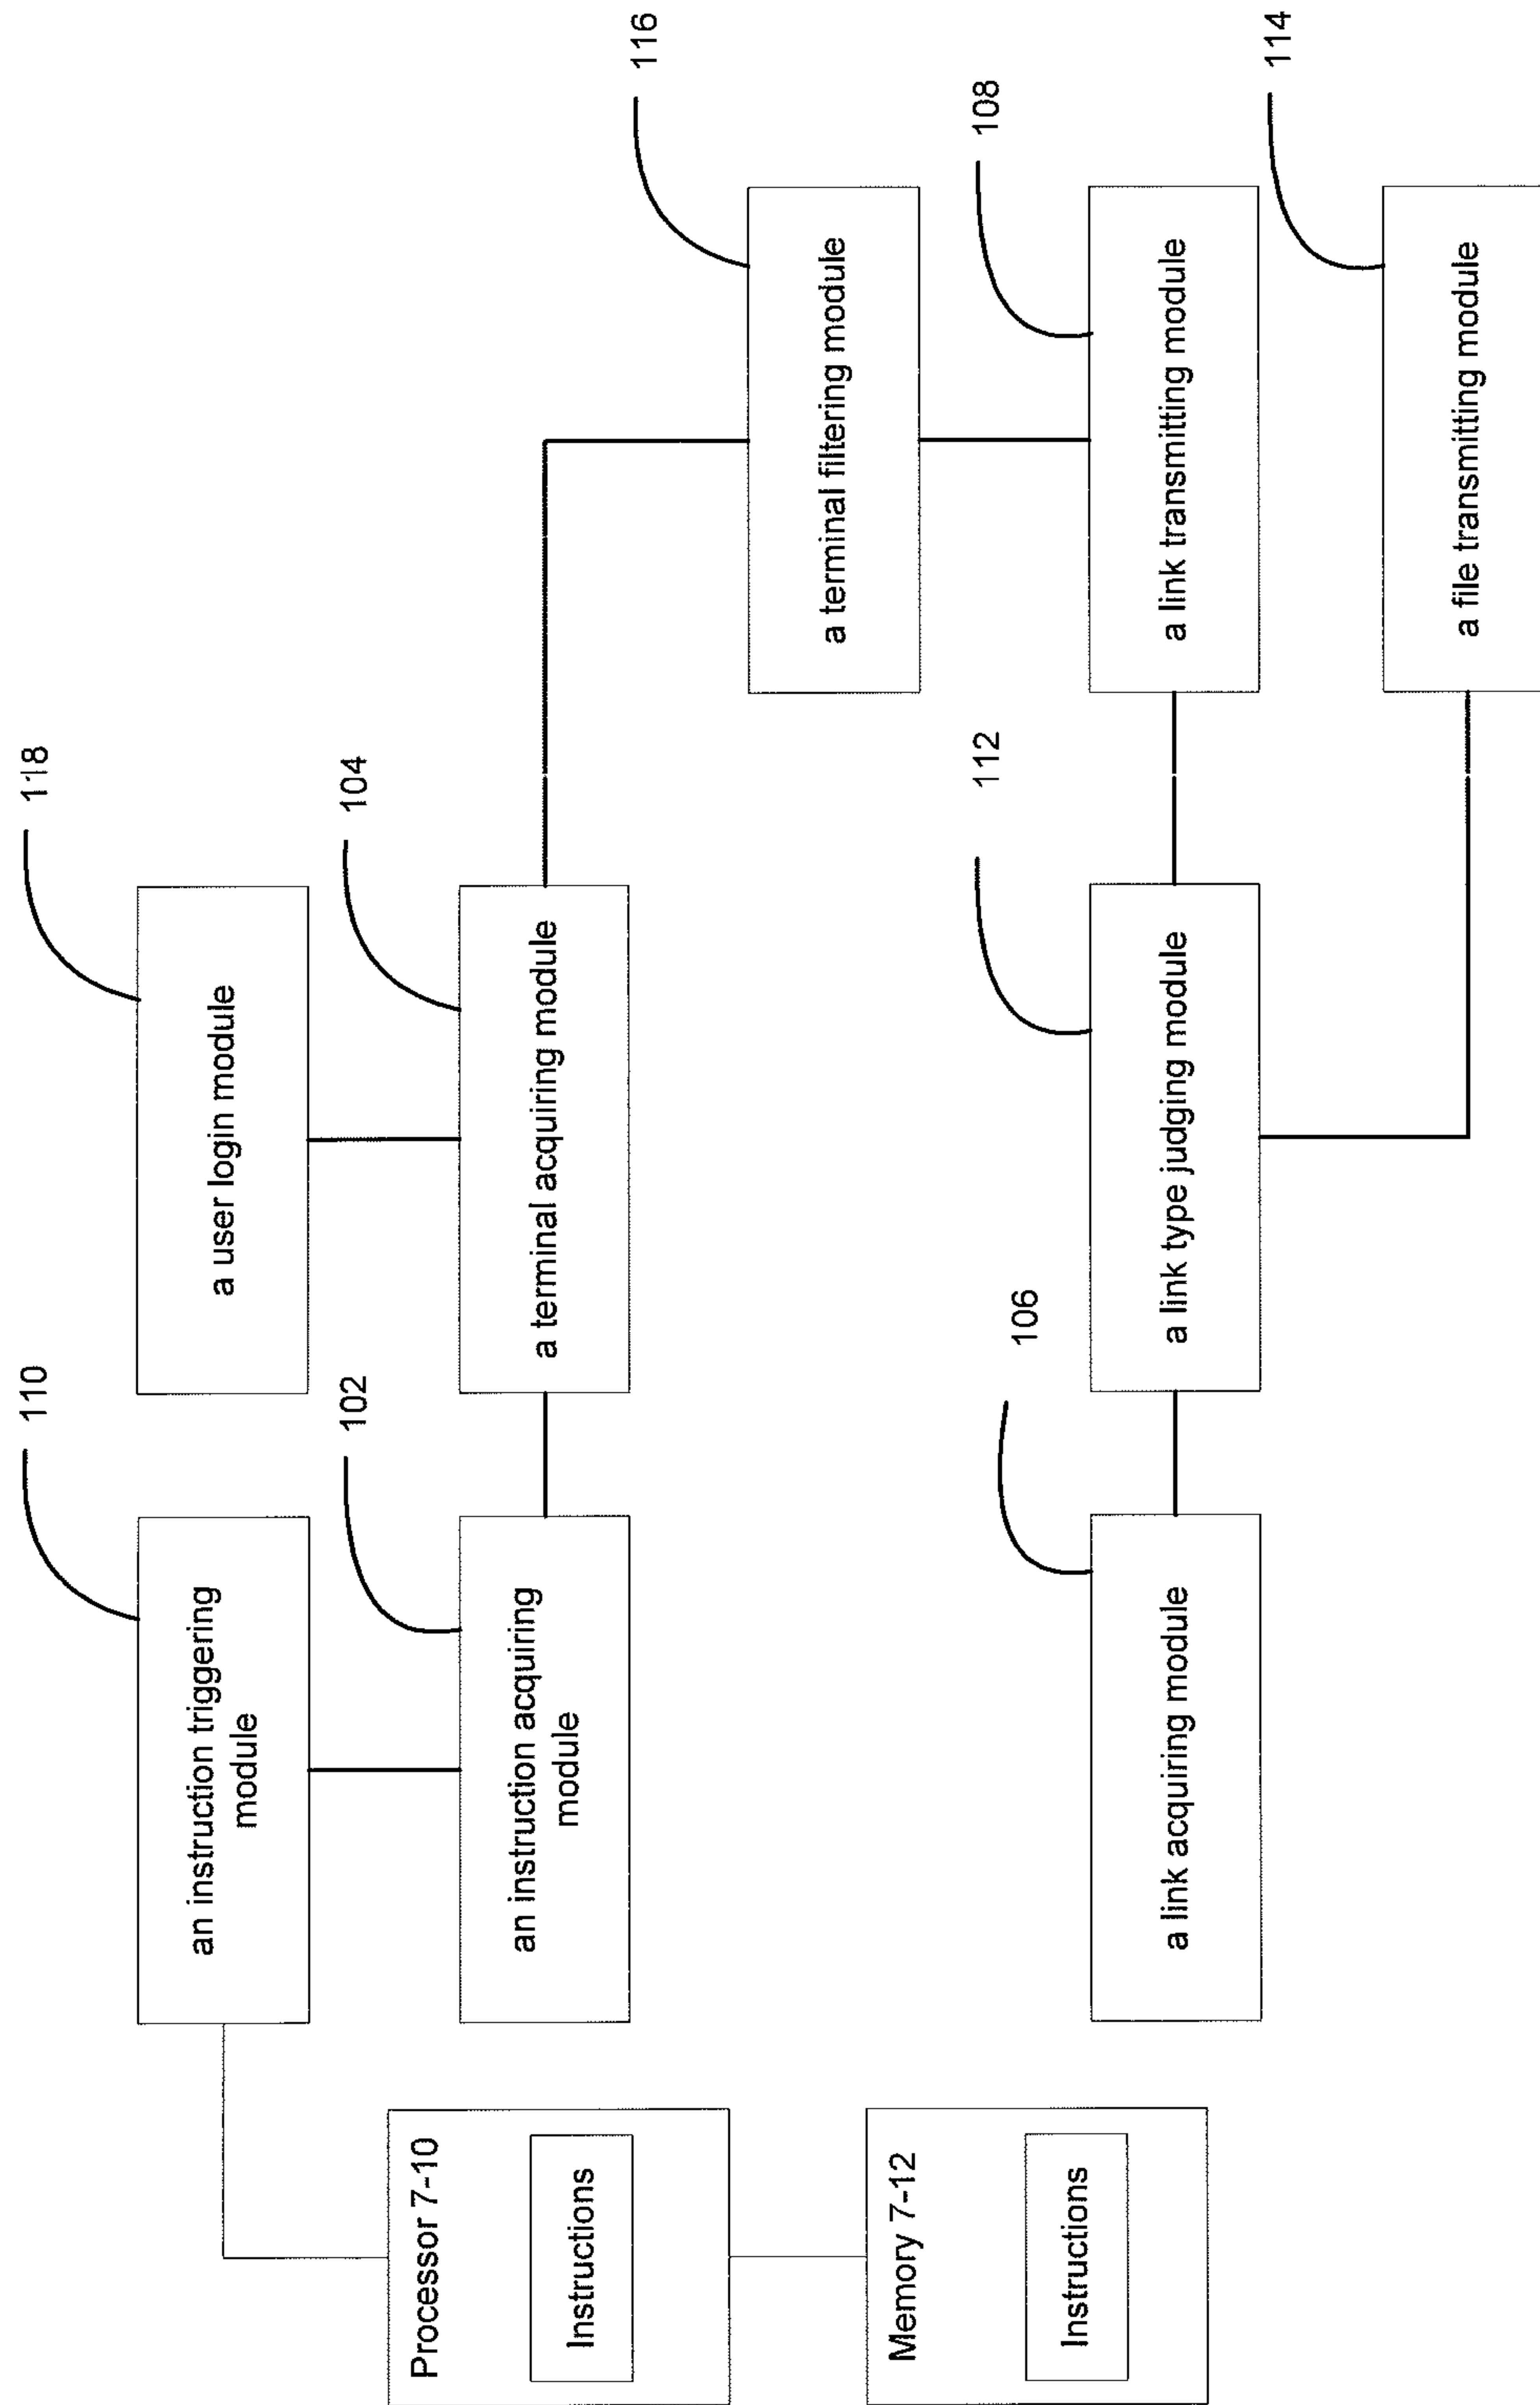 110
an instruction triggering
module
118
a user login module
102
an instruction acquiring
module
104
a terminal acquiring module
116
a terminal filtering module
Processor 7-10
Instructions
Memory 7-12
Instructions
106
a link acquiring module
112
a link type judging module
108
a link transmitting module
114
a file transmitting module